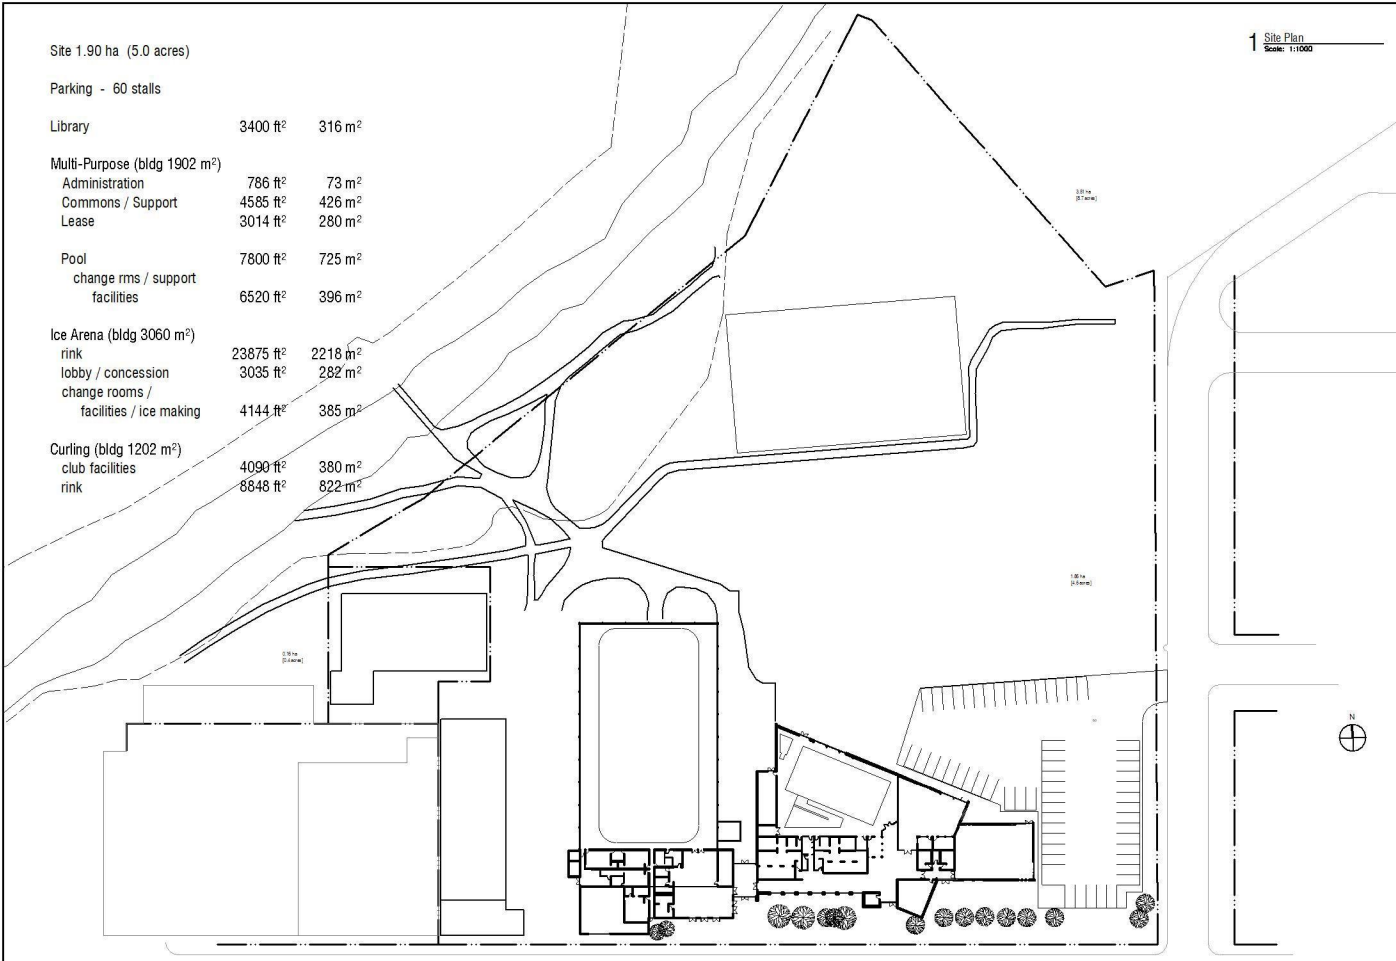 Site 1.90 ha (5.0 acres)
Parking - 60 stalls
Library 3400 ft² 316 m²
Multi-Purpose (bldg 1902 m²)
Administration 786 ft² 73 m²
Commons / Support 4585 ft² 426 m²
Lease 3014 ft² 280 m²
Pool 7800 ft² 725 m²
change rms / support
facilities 6520 ft² 396 m²
Ice Arena (bldg 3060 m²)
rink 23875 ft² 2218 m²
lobby / concession 3035 ft² 282 m²
change rooms /
facilities / ice making 4144 ft² 385 m²
Curling (bldg 1202 m²)
club facilities 4090 ft² 380 m²
rink 8848 ft² 822 m²
1 Site Plan
Scale: 1:1000
N